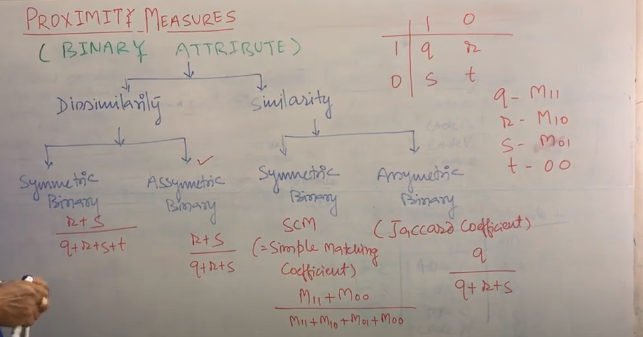 PROXIMITY MEASURES
(BINARY ATTRIBUTE)
1 0
1 q r
0 s t
q - M11
r - M10
s - M01
t - 00
Dissimilarity
Similarity
Symmetric
Binary
r+s
q+r+s+t
Assymetric
Binary
r+s
q+r+s
Symmetric
Binary
SCM
(=Simple Matching
Coefficient)
M11+M00
M11+M10+M01+M00
Assymetric
Binary
(Jaccard Coefficient)
q
q+r+s